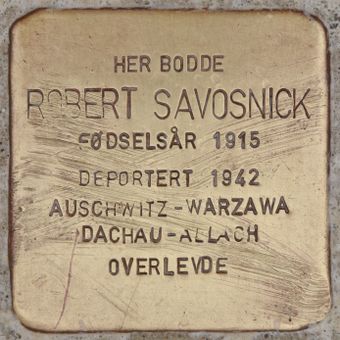 HER BODDE
ROBERT SAVOSNICK
FØDSELSÅR 1915
DEPORTERT 1942
AUSCHWITZ-WARZAWA
DACHAU-ALLACH
OVERLEVDE